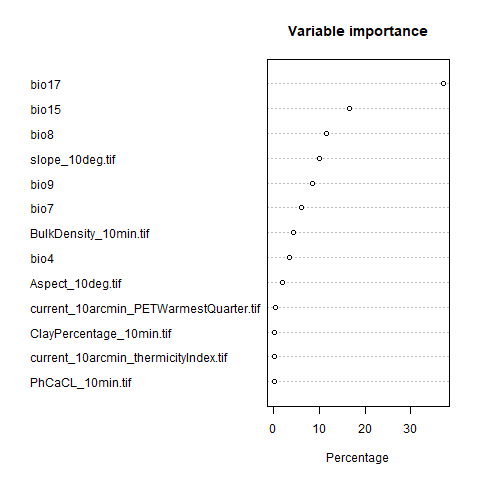 Variable importance
bio17
bio15
bio8
slope_10deg.tif
bio9
bio7
BulkDensity_10min.tif
bio4
Aspect_10deg.tif
current_10arcmin_PETWarmestQuarter.tif
ClayPercentage_10min.tif
current_10arcmin_thermicityIndex.tif
PhCaCL_10min.tif
0 10 20 30
Percentage